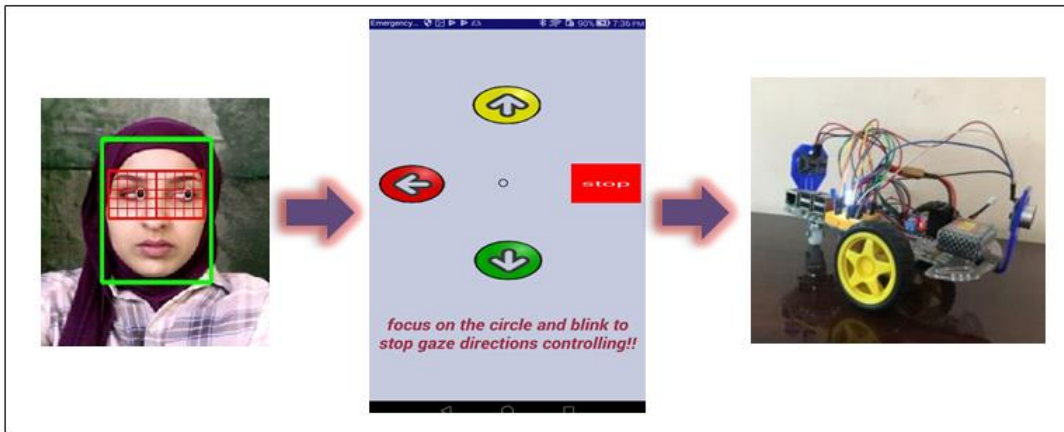 Emergency... 90% 7:36 PM
stop
focus on the circle and blink to
stop gaze directions controlling!!